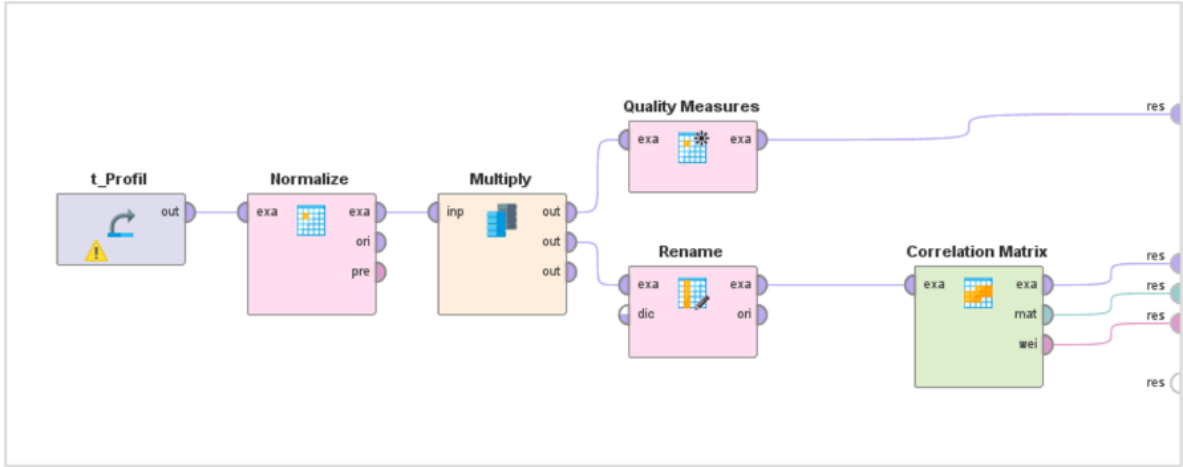 t_Profil
out
Normalize
exa exa
ori
pre
Multiply
inp out
out
out
Quality Measures
exa exa
res
Rename
exa exa
dic ori
Correlation Matrix
exa exa
mat
wei
res
res
res
res